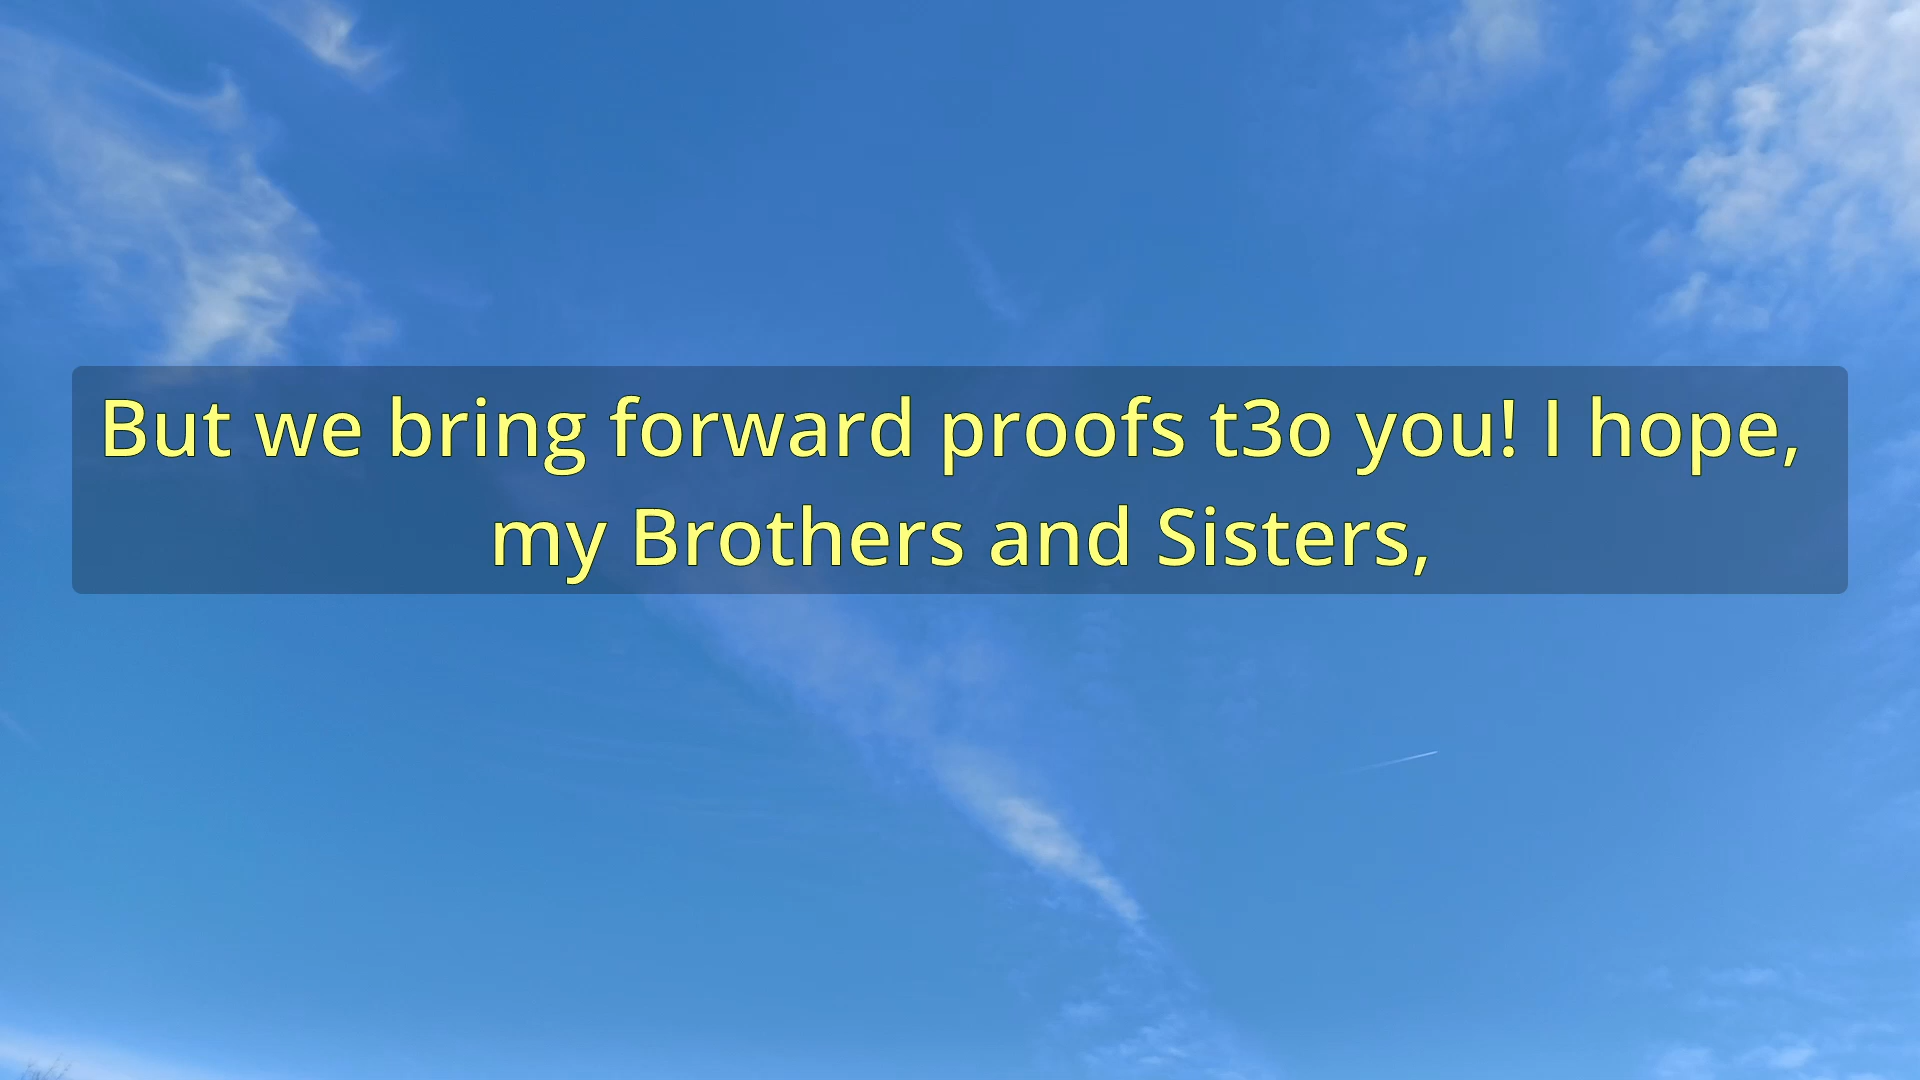 But we bring forward proofs t3o you! I hope,
my Brothers and Sisters,